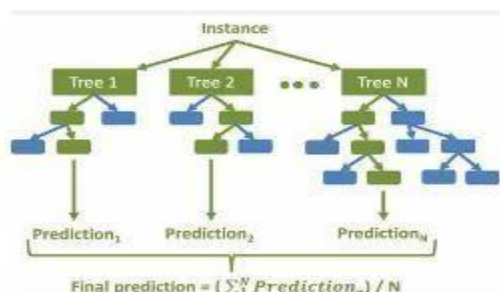 Instance
Tree 1 Tree 2 Tree N
Prediction₁ Prediction₂ Predictionₙ
Final prediction = (∑₁ᴺ Predictionₙ) / N